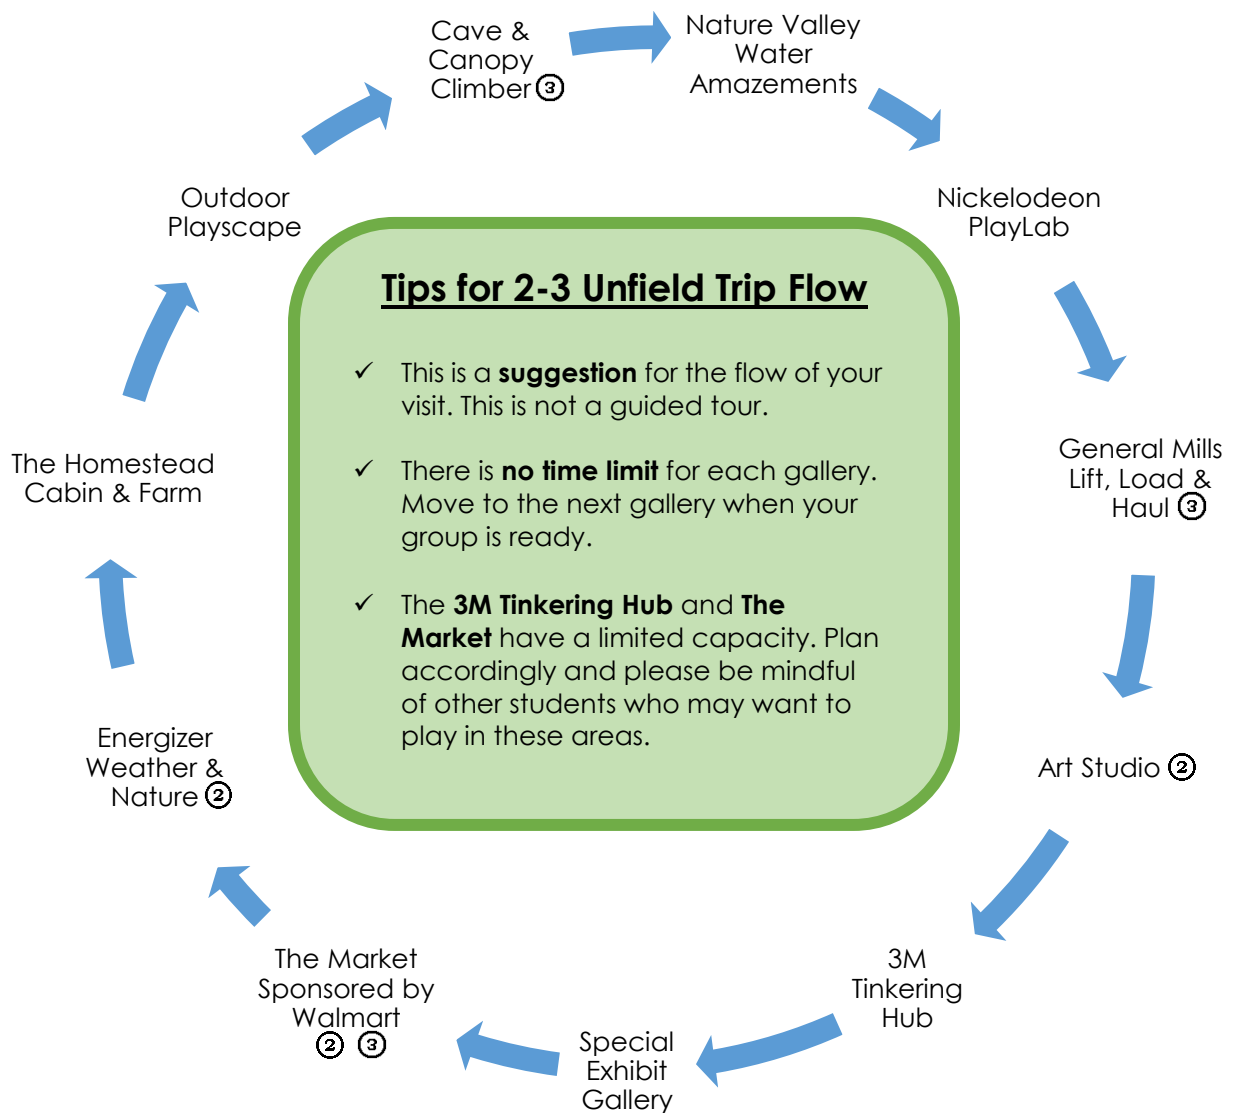 Cave &
Canopy
Climber ③
Nature Valley
Water
Amazements
Nickelodeon
PlayLab
General Mills
Lift, Load &
Haul ③
Art Studio ②
3M
Tinkering
Hub
Special
Exhibit
Gallery
The Market
Sponsored by
Walmart
② ③
Energizer
Weather &
Nature ②
The Homestead
Cabin & Farm
Outdoor
Playscape
Tips for 2-3 Unfield Trip Flow
✓ This is a suggestion for the flow of your
visit. This is not a guided tour.
✓ There is no time limit for each gallery.
Move to the next gallery when your
group is ready.
✓ The 3M Tinkering Hub and The
Market have a limited capacity. Plan
accordingly and please be mindful
of other students who may want to
play in these areas.